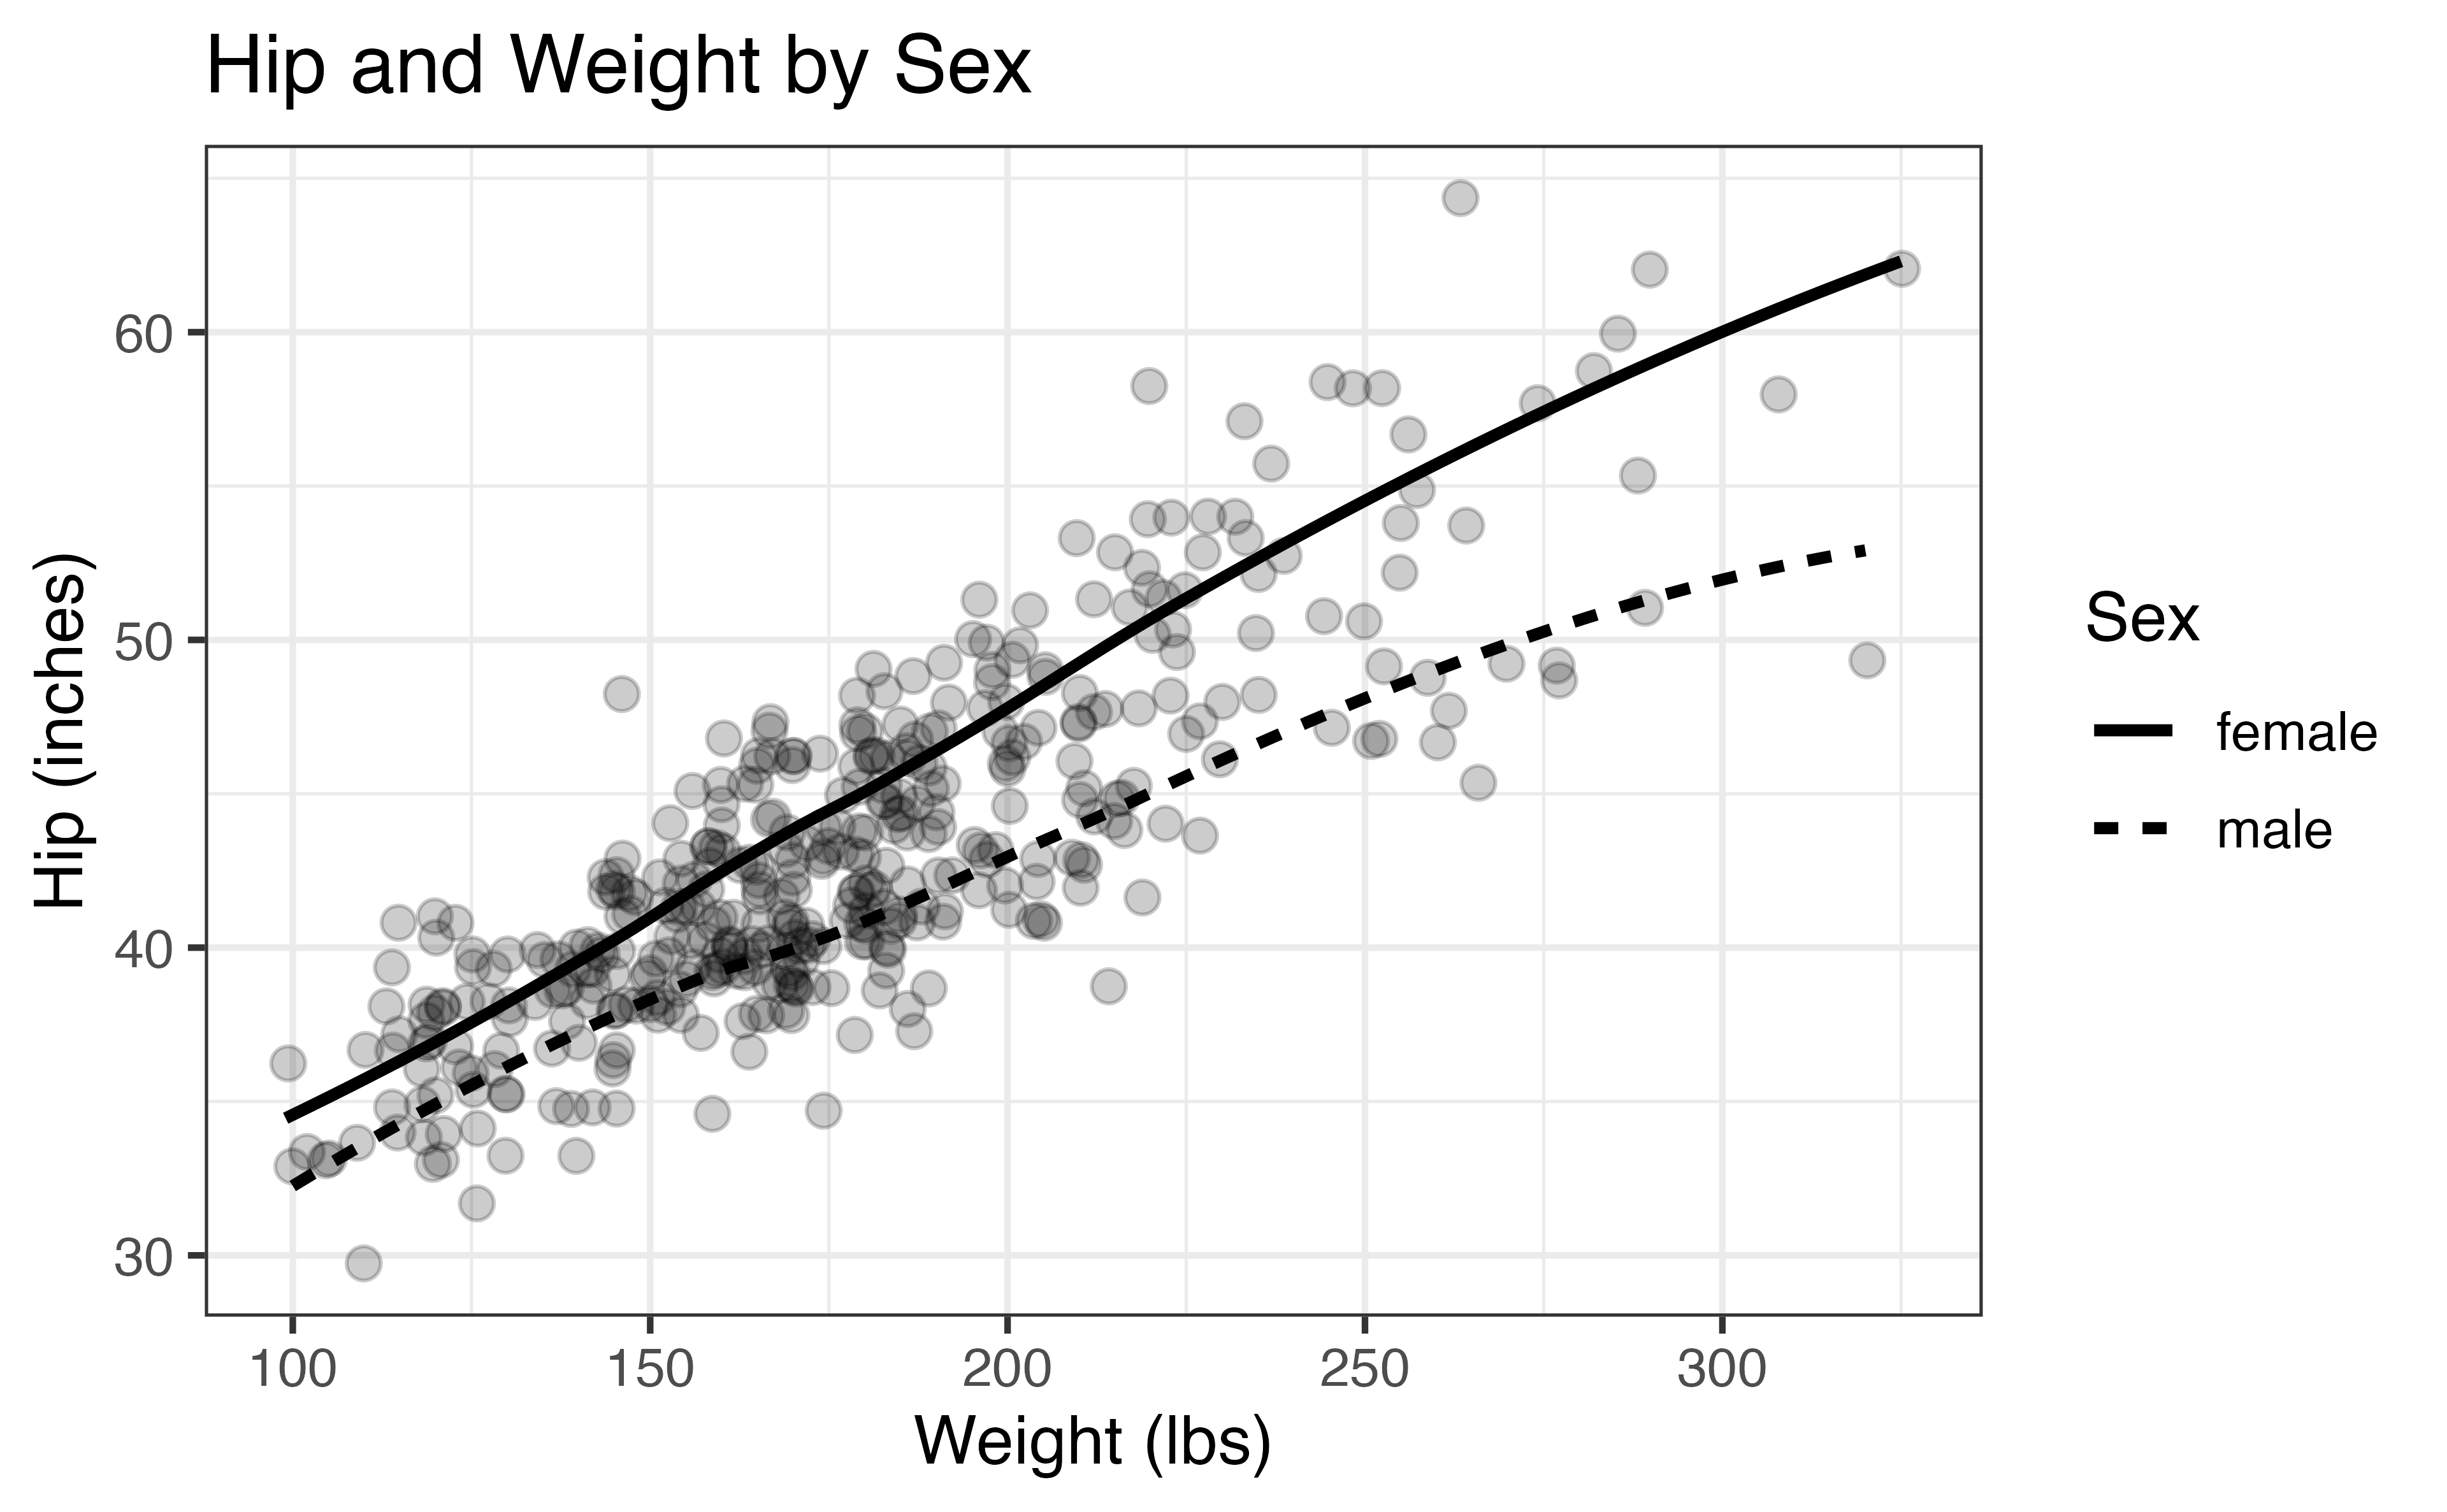 Hip and Weight by Sex
Hip (inches)
60
50
40
30
100 150 200 250 300
Weight (lbs)
Sex
female
male